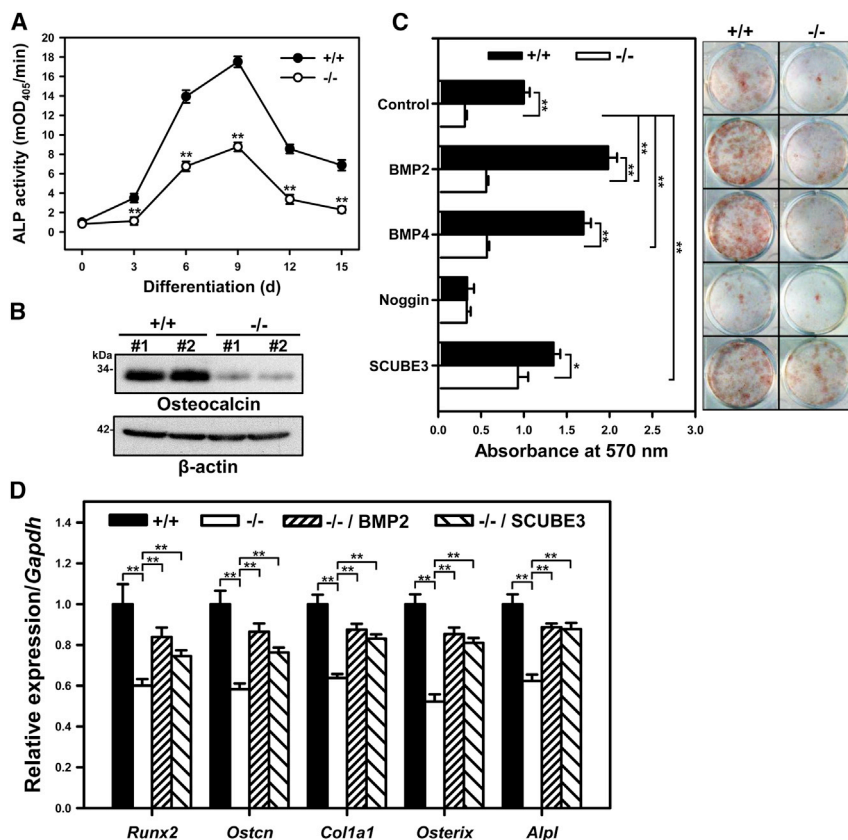 A
ALP activity (mOD405/min)
20
18
16
14
12
10
8
6
4
2
0
+/+
-/-
**
**
**
**
**
0 3 6 9 12 15
Differentiation (d)
B
+/+ -/-
#1 #2 #1 #2
kDa
34-
Osteocalcin
42-
β-actin
C
+/+ -/-
+/+ -/-
Control
BMP2
BMP4
Noggin
SCUBE3
**
**
**
**
**
**
*
0.0 0.5 1.0 1.5 2.0 2.5 3.0
Absorbance at 570 nm
D
Relative expression/Gapdh
+/+ -/- -/- / BMP2 -/- / SCUBE3
1.4
1.2
1.0
0.8
0.6
0.4
0.2
0.0
** ** **
** ** **
** ** **
** ** **
** ** **
Runx2 Ostcn Col1a1 Osterix Alpl